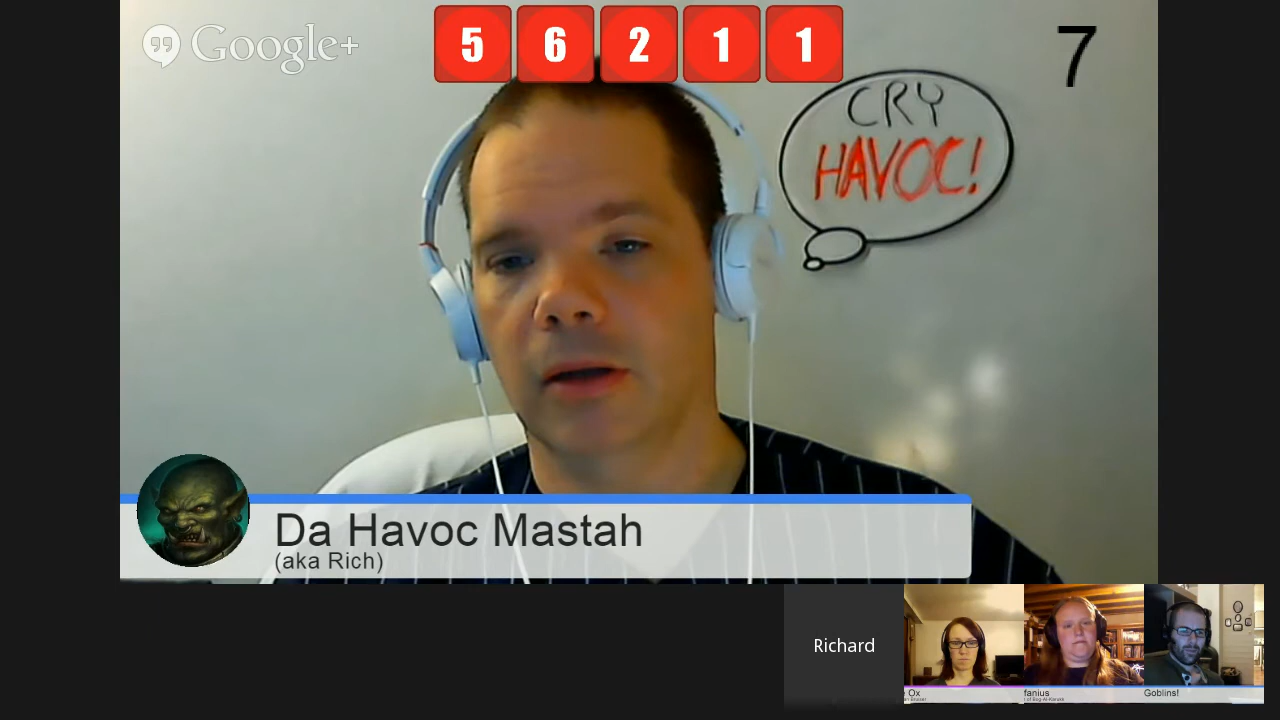 Google+
5 6 2 1 1
7
CRY
HAVOC!
Da Havoc Mastah
(aka Rich)
Richard
Ox
fanius
Goblins!